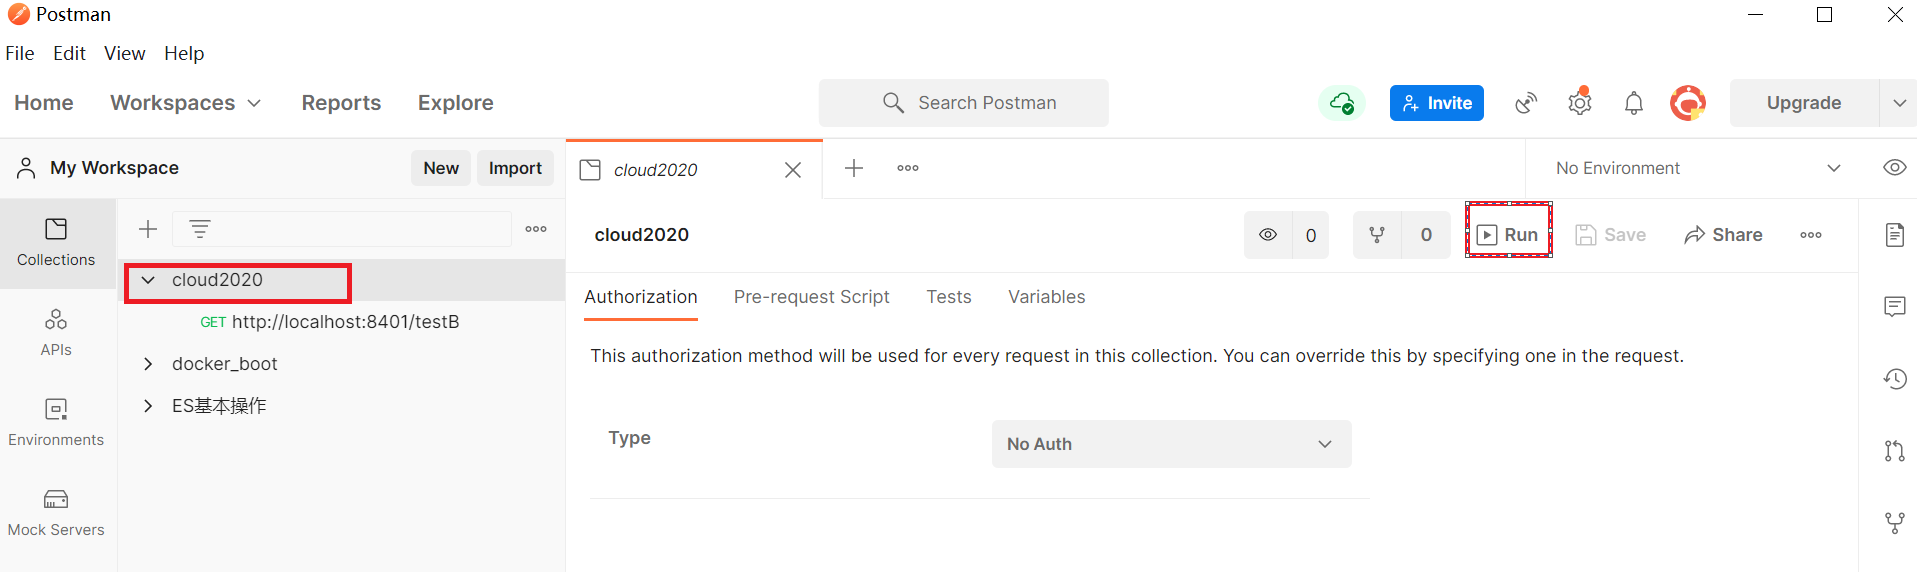 Postman
File Edit View Help
Home Workspaces Reports Explore Search Postman Invite Upgrade
My Workspace New Import cloud2020 No Environment
cloud2020 0 0 Run Save Share
Collections
cloud2020
Authorization Pre-request Script Tests Variables
GET http://localhost:8401/testB
APIs
This authorization method will be used for every request in this collection. You can override this by specifying one in the request.
docker_boot
ES基本操作
Environments
Type No Auth
Mock Servers